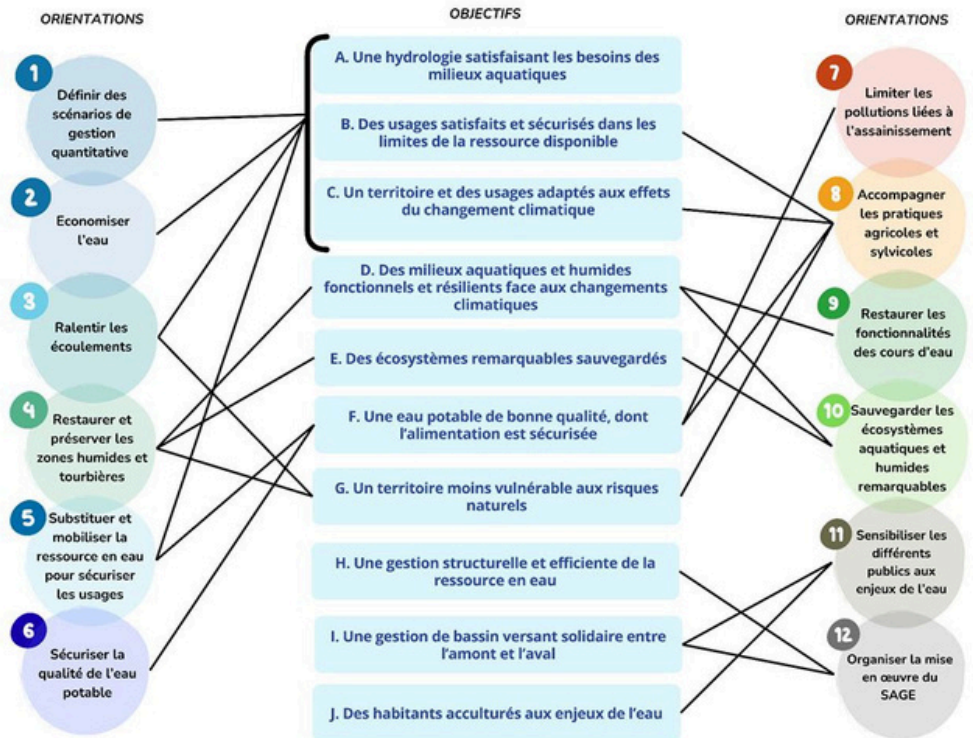 ORIENTATIONS
1
Définir des
scénarios de
gestion
quantitative
2
Economiser
l'eau
3
Ralentir les
écoulements
4
Restaurer et
préserver les
zones humides et
tourbières
5
Substituer et
mobiliser la
ressource en eau
pour sécuriser
les usages
6
Sécuriser la
qualité de l'eau
potable
OBJECTIFS
A. Une hydrologie satisfaisant les besoins des
milieux aquatiques
B. Des usages satisfaits et sécurisés dans les
limites de la ressource disponible
C. Un territoire et des usages adaptés aux effets
du changement climatique
D. Des milieux aquatiques et humides
fonctionnels et résilients face aux changements
climatiques
E. Des écosystèmes remarquables sauvegardés
F. Une eau potable de bonne qualité, dont
l'alimentation est sécurisée
G. Un territoire moins vulnérable aux risques
naturels
H. Une gestion structurelle et efficiente de la
ressource en eau
I. Une gestion de bassin versant solidaire entre
l'amont et l'aval
J. Des habitants acculturés aux enjeux de l'eau
ORIENTATIONS
7
Limiter les
pollutions liées à
l'assainissement
8
Accompagner
les pratiques
agricoles et
sylvicoles
9
Restaurer les
fonctionnalités
des cours d'eau
10
Sauvegarder les
écosystèmes
aquatiques et
humides
remarquables
11
Sensibiliser les
différents
publics aux
enjeux de l'eau
12
Organiser la mise
en œuvre du
SAGE